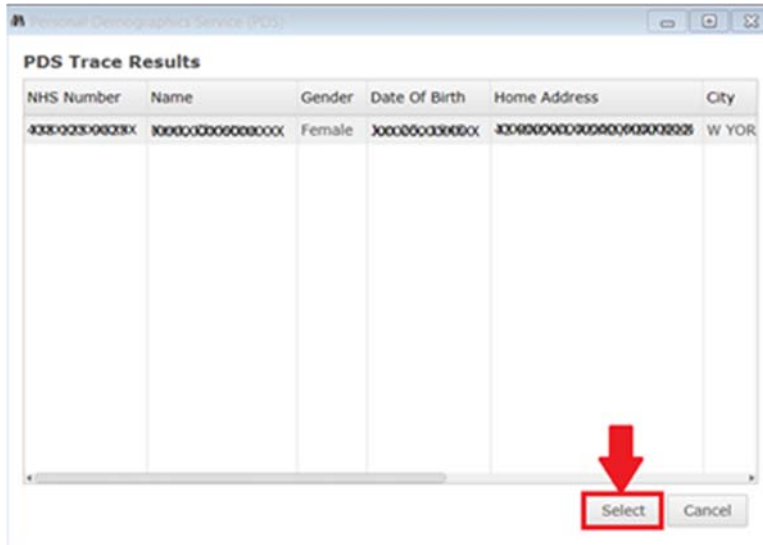 Personal Demographics Service (PDS)
PDS Trace Results
NHS Number Name Gender Date Of Birth Home Address City
Female W YOR
Select Cancel